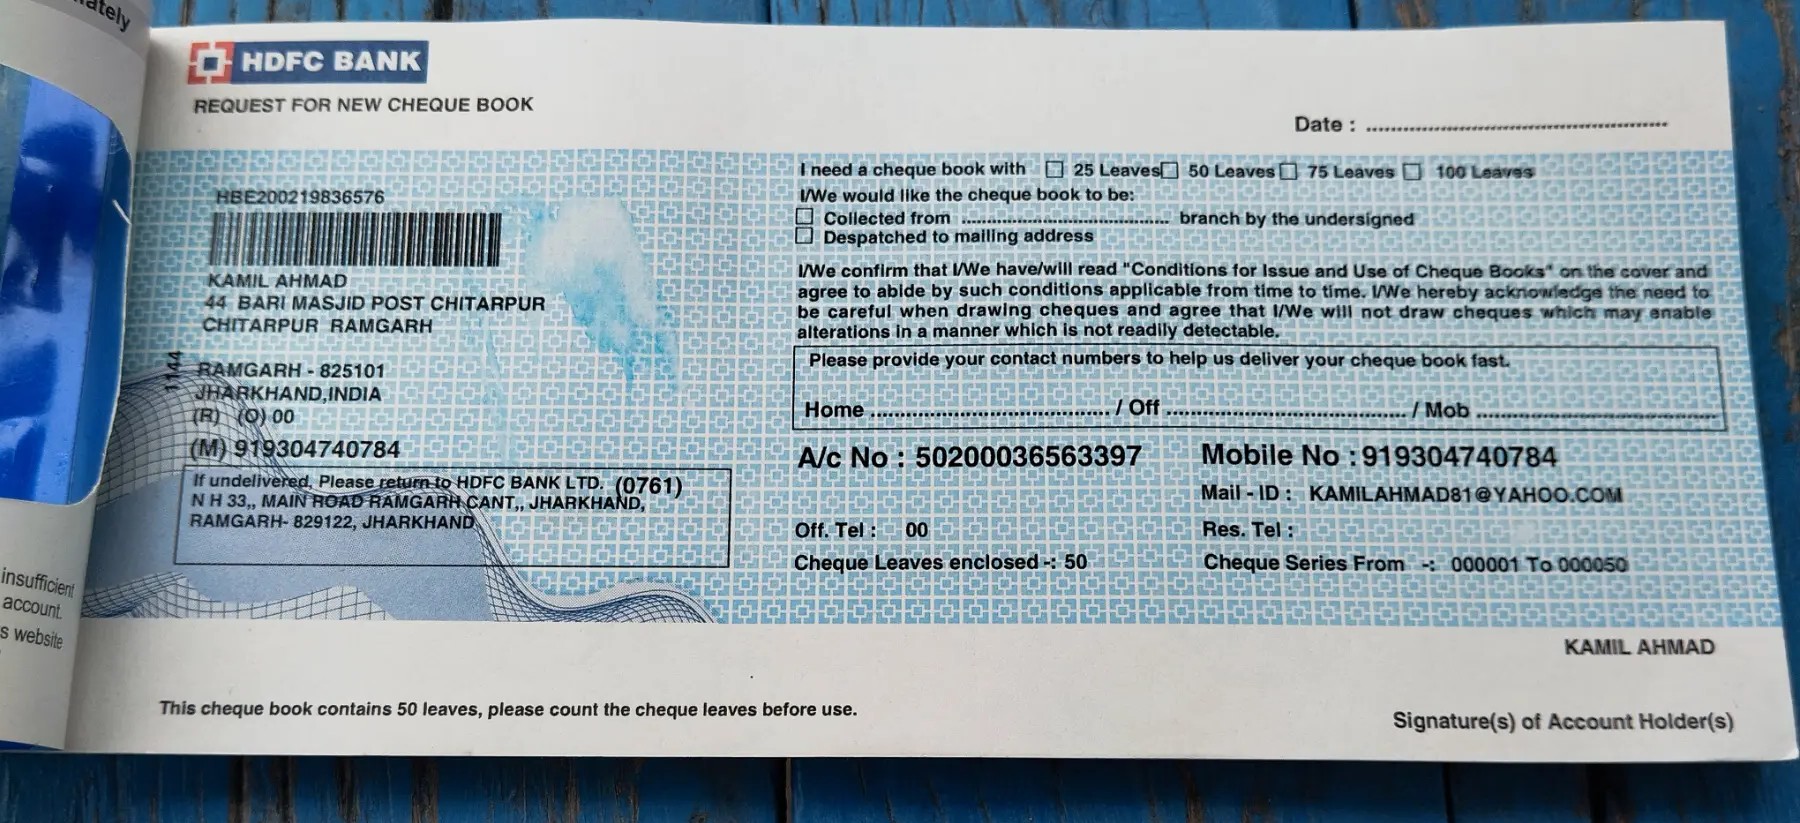 ately
insufficient
account.
s website
HDFC BANK
REQUEST FOR NEW CHEQUE BOOK
Date : ................................................
HBE200219836576
KAMIL AHMAD
44 BARI MASJID POST CHITARPUR
CHITARPUR RAMGARH
1144
RAMGARH - 825101
JHARKHAND,INDIA
(R) (O) 00
(M) 919304740784
If undelivered, Please return to HDFC BANK LTD. (0761)
N H 33,, MAIN ROAD RAMGARH CANT,, JHARKHAND,
RAMGARH- 829122, JHARKHAND
I need a cheque book with 25 Leaves 50 Leaves 75 Leaves 100 Leaves
I/We would like the cheque book to be:
Collected from .................................... branch by the undersigned
Despatched to mailing address
I/We confirm that I/We have/will read "Conditions for Issue and Use of Cheque Books" on the cover and
agree to abide by such conditions applicable from time to time. I/We hereby acknowledge the need to
be careful when drawing cheques and agree that I/We will not draw cheques which may enable
alterations in a manner which is not readily detectable.
Please provide your contact numbers to help us deliver your cheque book fast.
Home ...................................... / Off ...................................... / Mob ......................................
A/c No : 50200036563397 Mobile No : 919304740784
Mail - ID : KAMILAHMAD81@YAHOO.COM
Off. Tel : 00 Res. Tel :
Cheque Leaves enclosed -: 50 Cheque Series From -: 000001 To 000050
KAMIL AHMAD
This cheque book contains 50 leaves, please count the cheque leaves before use.
Signature(s) of Account Holder(s)